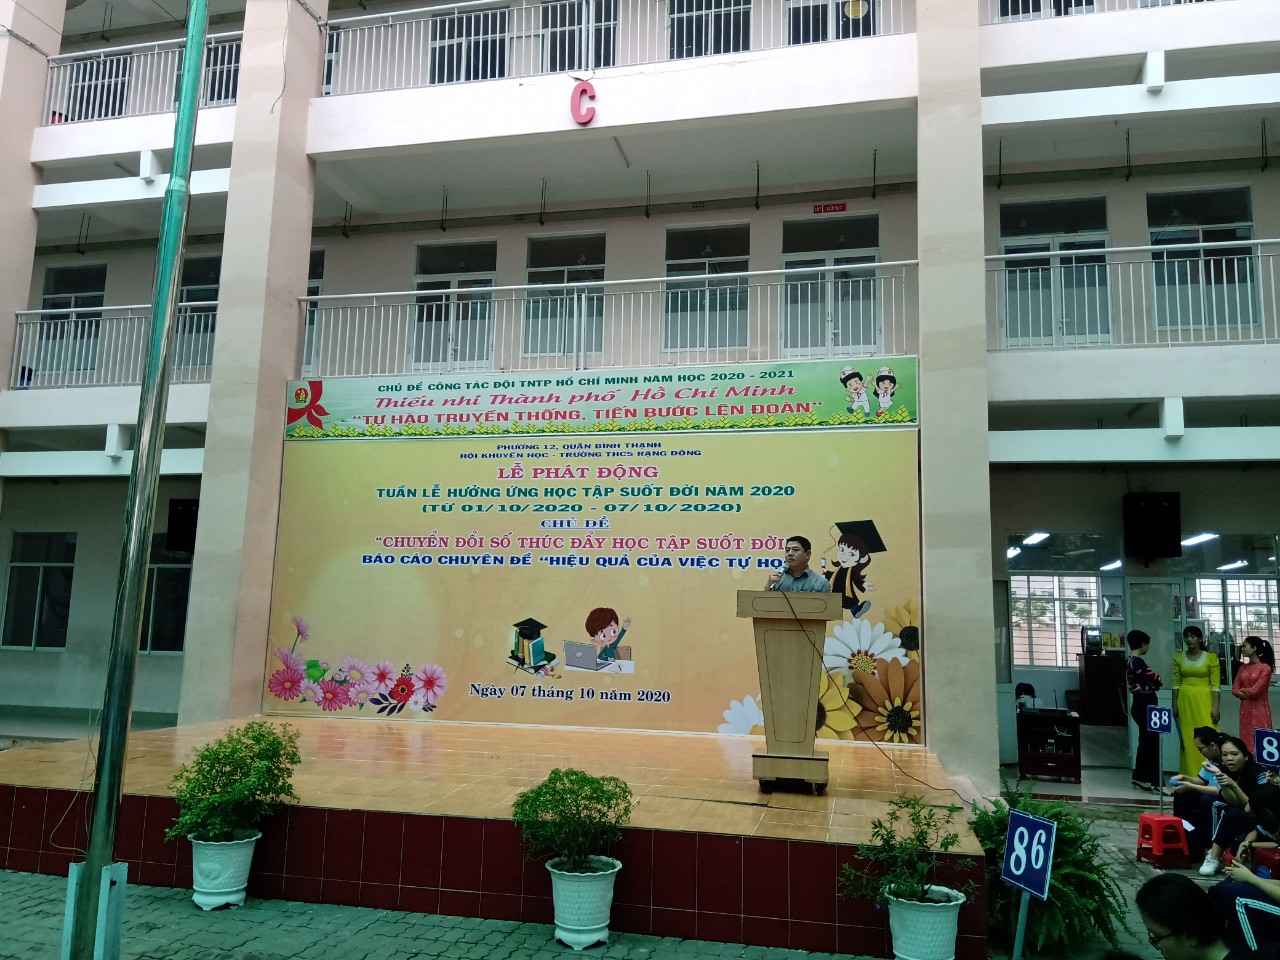 C
CHỦ ĐỀ CÔNG TÁC ĐỘI TNTP HỒ CHÍ MINH NĂM HỌC 2020 - 2021
Thiếu nhi Thành phố Hồ Chí Minh
"TỰ HÀO TRUYỀN THỐNG, TIẾN BƯỚC LÊN ĐOÀN"
PHƯỜNG 12, QUẬN BÌNH THẠNH
HỘI KHUYẾN HỌC - TRƯỜNG THCS RẠNG ĐÔNG
LỄ PHÁT ĐỘNG
TUẦN LỄ HƯỞNG ỨNG HỌC TẬP SUỐT ĐỜI NĂM 2020
(TỪ 01/10/2020 - 07/10/2020)
CHỦ ĐỀ
"CHUYỂN ĐỔI SỐ THÚC ĐẨY HỌC TẬP SUỐT ĐỜI
BÁO CÁO CHUYÊN ĐỀ "HIỆU QUẢ CỦA VIỆC TỰ HỌ
Ngày 07 tháng 10 năm 2020
88
8
86